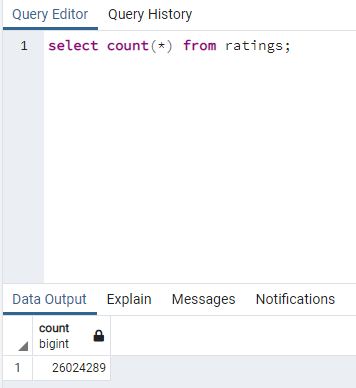 Query Editor Query History
1 select count(*) from ratings;
Data Output Explain Messages Notifications
count
bigint
1 26024289